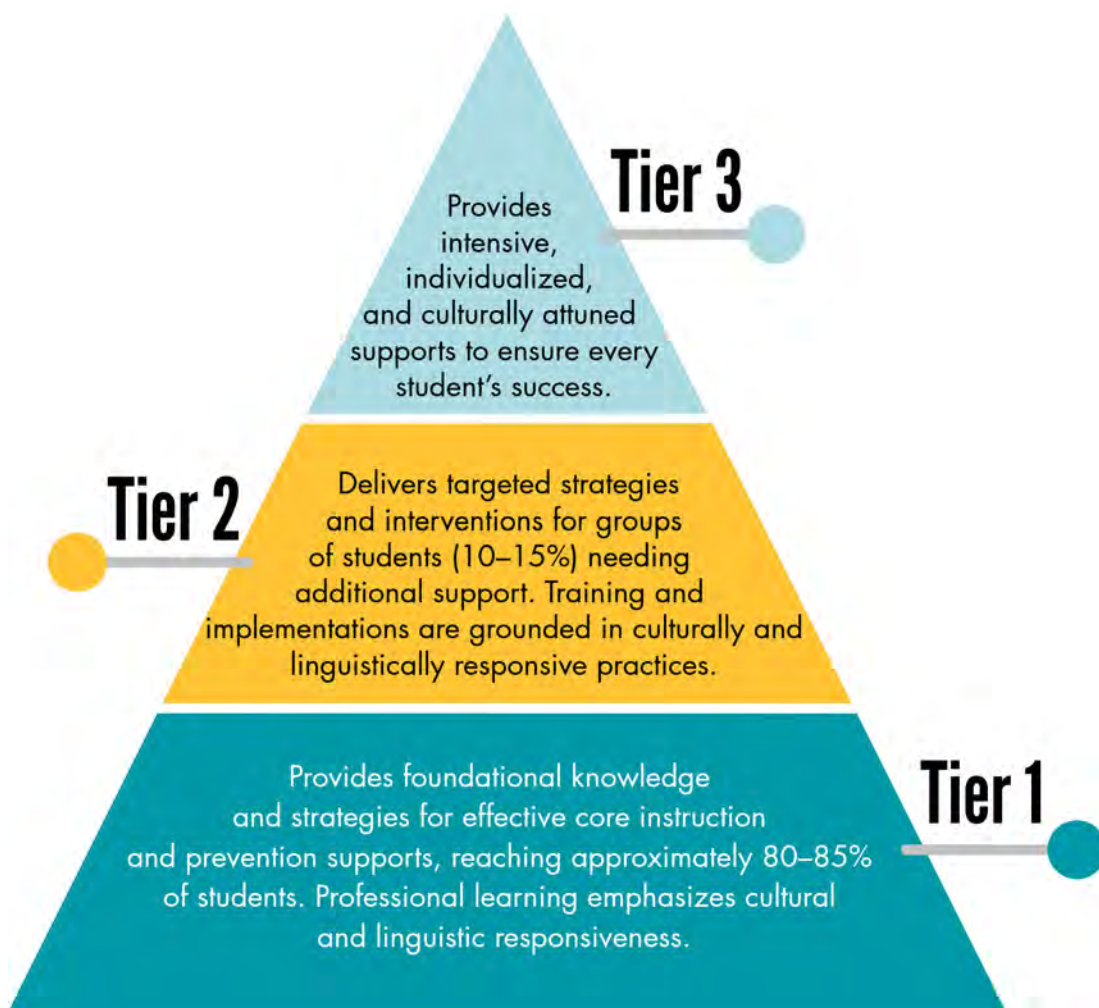 Tier 3
Provides
intensive,
individualized,
and culturally attuned
supports to ensure every
student’s success.
Tier 2
Delivers targeted strategies
and interventions for groups
of students (10–15%) needing
additional support. Training and
implementations are grounded in culturally and
linguistically responsive practices.
Tier 1
Provides foundational knowledge
and strategies for effective core instruction
and prevention supports, reaching approximately 80–85%
of students. Professional learning emphasizes cultural
and linguistic responsiveness.